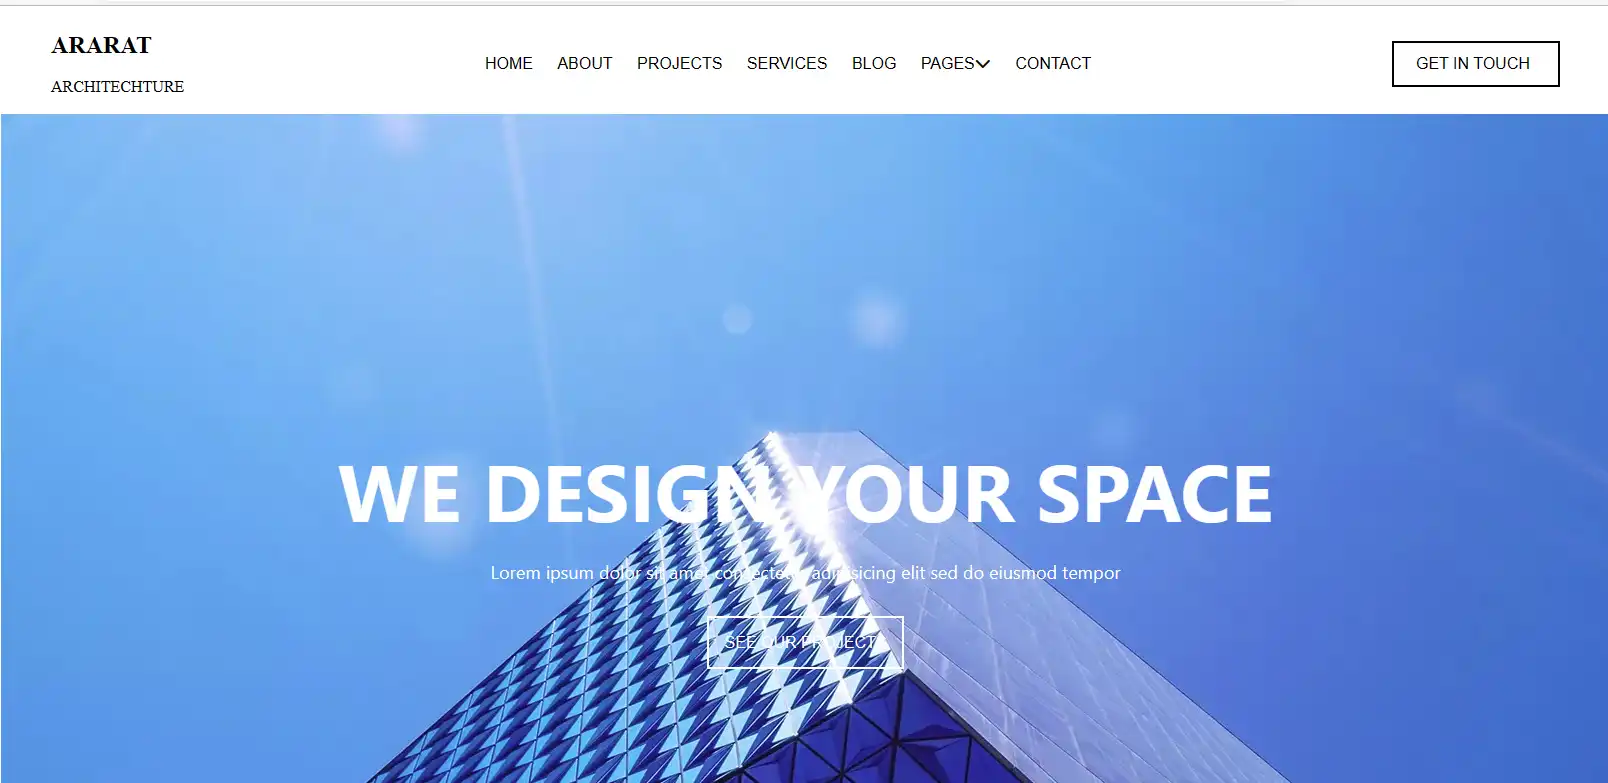 ARARAT
ARCHITECHTURE
HOME ABOUT PROJECTS SERVICES BLOG PAGES CONTACT
GET IN TOUCH
WE DESIGN YOUR SPACE
Lorem ipsum dolor sit amet consectetur adipisicing elit sed do eiusmod tempor
SEE OUR PROJECTS